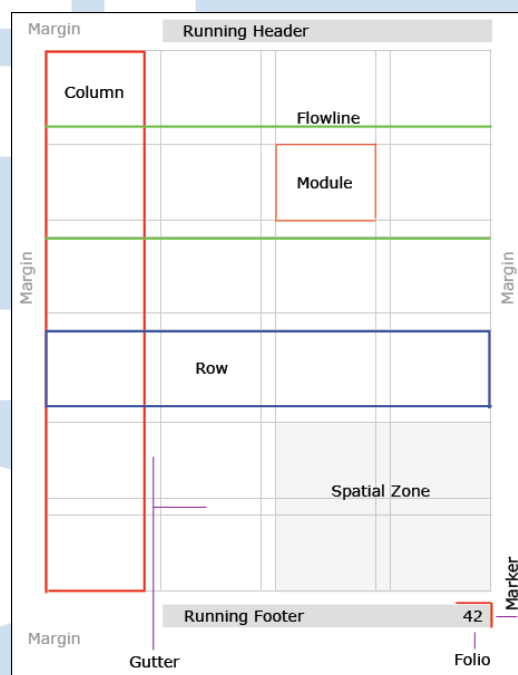 Margin
Running Header
Column
Flowline
Module
Margin
Margin
Row
Spatial Zone
Marker
Running Footer
42
Margin
Gutter
Folio